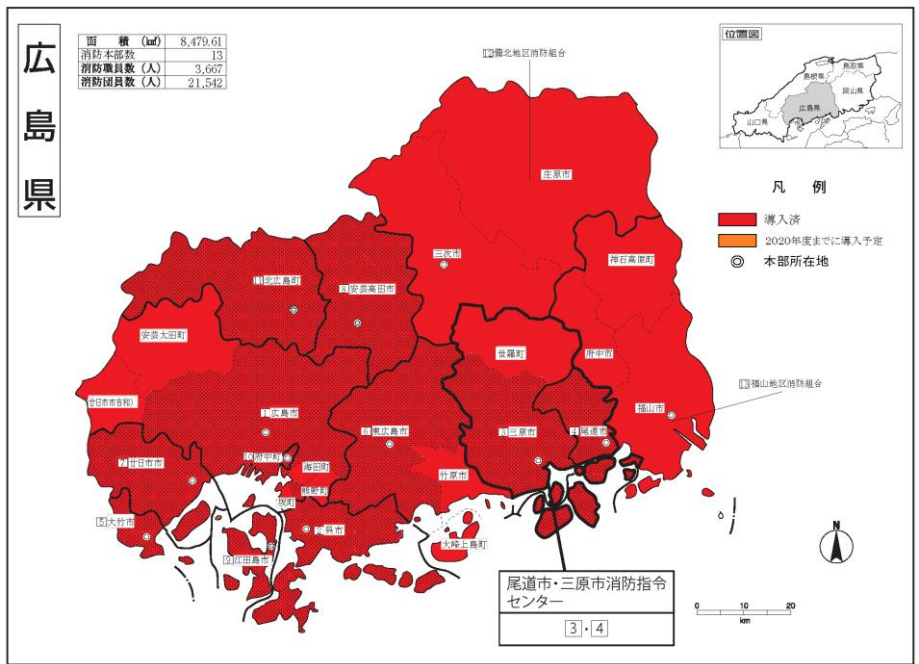 広島県
面　積 (㎢) 8,479.61
消防本部数 13
消防職員数 (人) 3,667
消防団員数 (人) 21,542
位置図
鳥取県
島根県
岡山県
広島県
山口県
凡　例
導入済
2020年度までに導入予定
本部所在地
12備北地区消防組合
庄原市
三次市
神石高原町
11北広島町
8安芸高田市
安芸太田町
世羅町
府中市
13福山地区消防組合
廿日市市吉和)
福山市
1広島市
6東広島市
3三原市
4尾道市
10府中町
海田町
7廿日市市
竹原市
熊野町
坂町
5大竹市
2呉市
9江田島市
大崎上島町
尾道市・三原市消防指令
センター
3・4
N
0 10 20
km